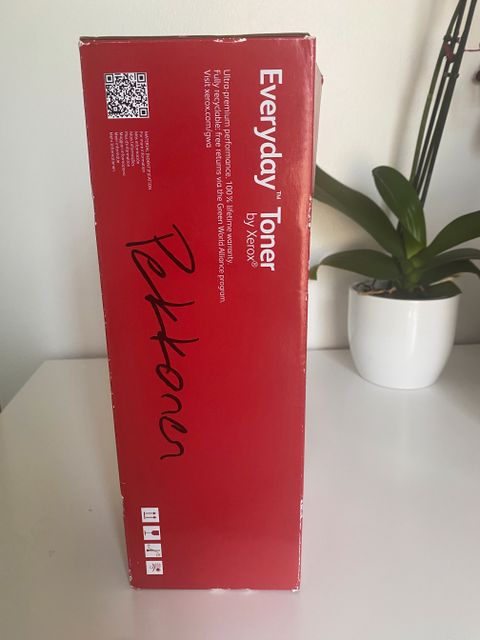 Everyday™ Toner
by Xerox®
Ultra-premium performance. 100% lifetime warranty.
Fully recyclable: free returns via the Green World Alliance program.
Visit xerox.com/gwa
Pekkoner